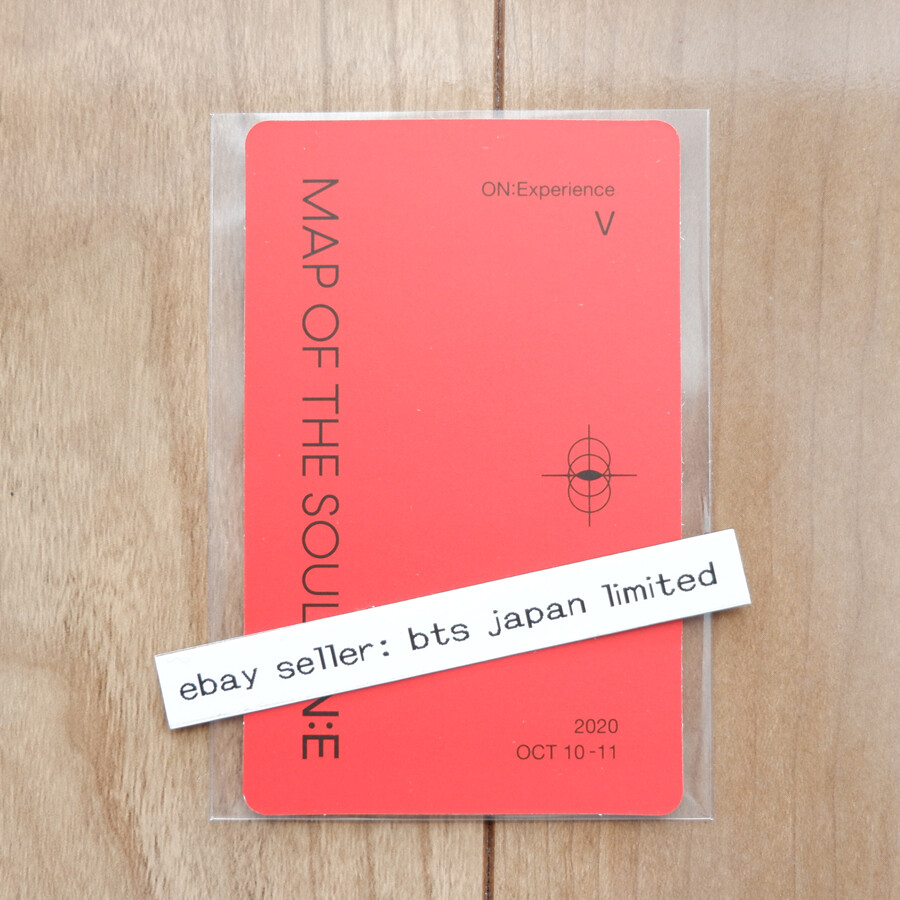 ON:Experience
V
MAP OF THE SOUL N:E
2020
OCT 10-11
ebay seller: bts japan limited